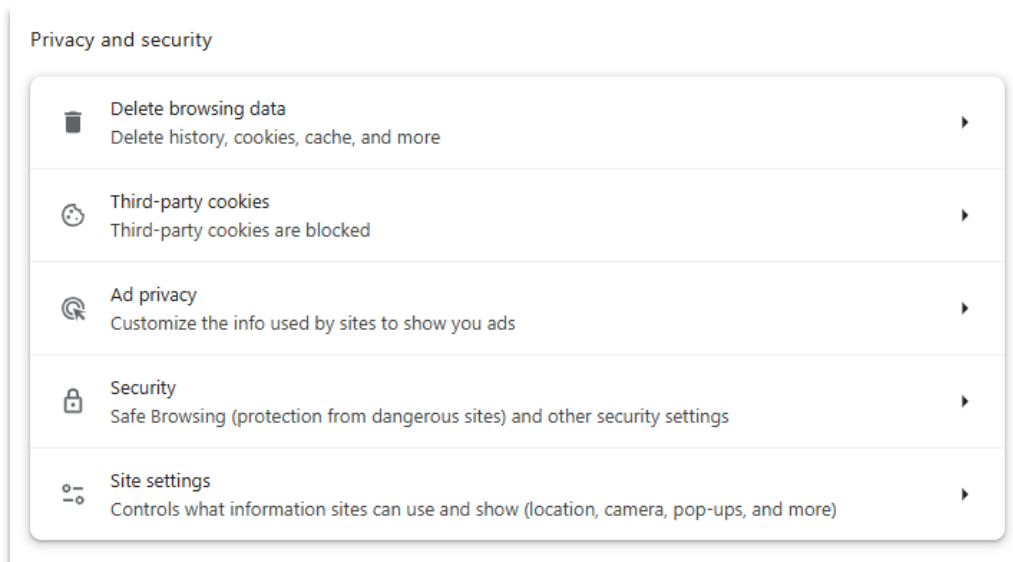 Privacy and security
Delete browsing data
Delete history, cookies, cache, and more
Third-party cookies
Third-party cookies are blocked
Ad privacy
Customize the info used by sites to show you ads
Security
Safe Browsing (protection from dangerous sites) and other security settings
Site settings
Controls what information sites can use and show (location, camera, pop-ups, and more)